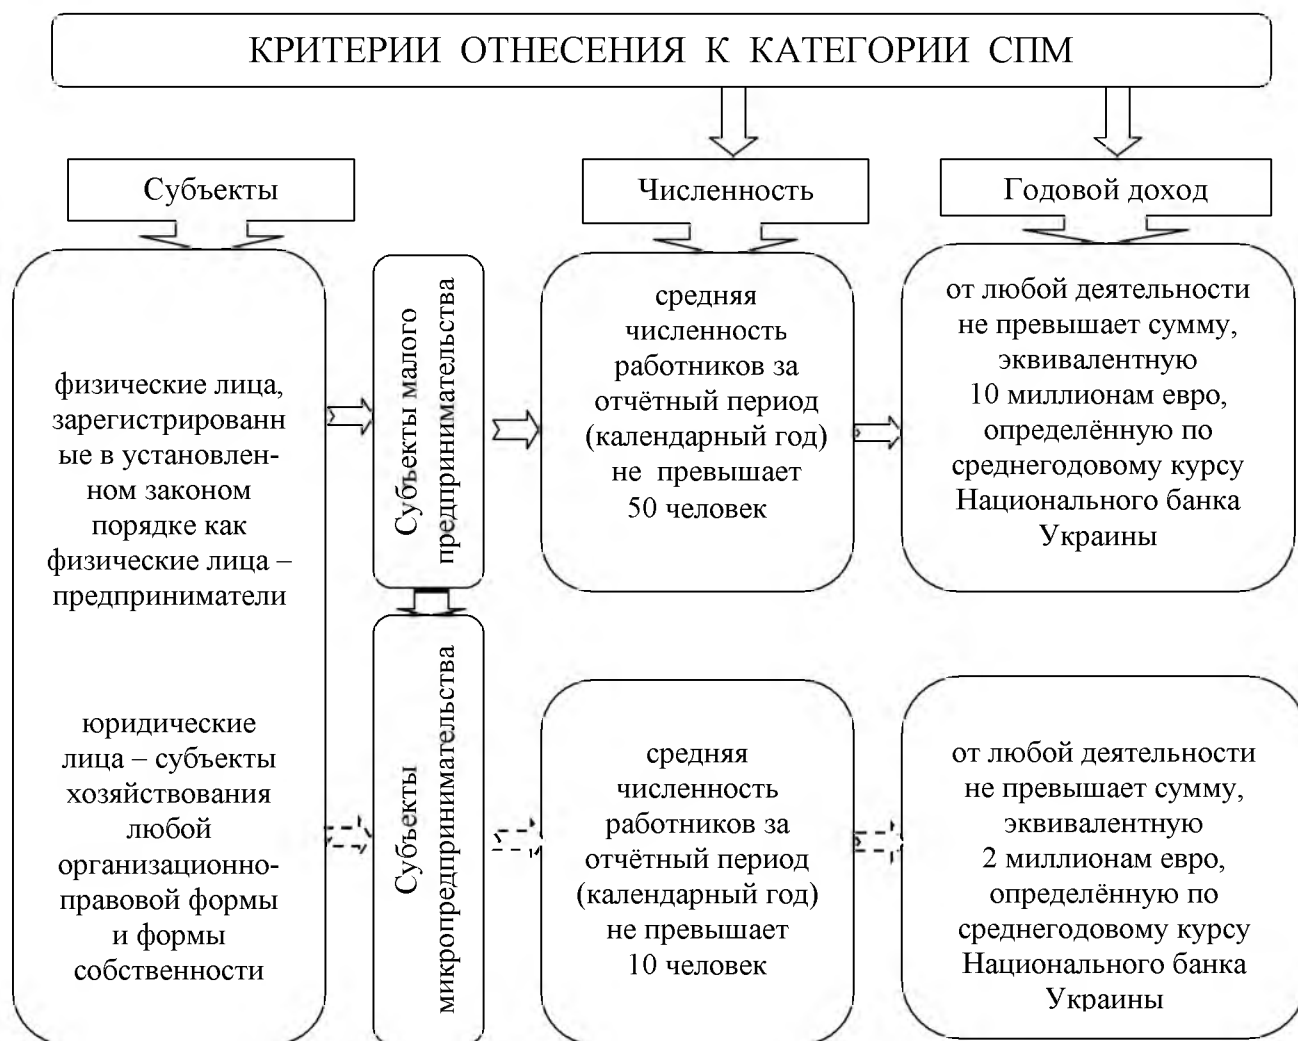 КРИТЕРИИ ОТНЕСЕНИЯ К КАТЕГОРИИ СПМ
Субъекты
Численность
Годовой доход
физические лица,
зарегистрированн
ые в установлен-
ном законом
порядке как
физические лица –
предприниматели
юридические
лица – субъекты
хозяйствования
любой
организационно-
правовой формы
и формы
собственности
Субъекты малого
предпринимательства
средняя
численность
работников за
отчётный период
(календарный год)
не превышает
50 человек
от любой деятельности
не превышает сумму,
эквивалентную
10 миллионам евро,
определённую по
среднегодовому курсу
Национального банка
Украины
Субъекты
микропредпринимательства
средняя
численность
работников за
отчётный период
(календарный год)
не превышает
10 человек
от любой деятельности
не превышает сумму,
эквивалентную
2 миллионам евро,
определённую по
среднегодовому курсу
Национального банка
Украины